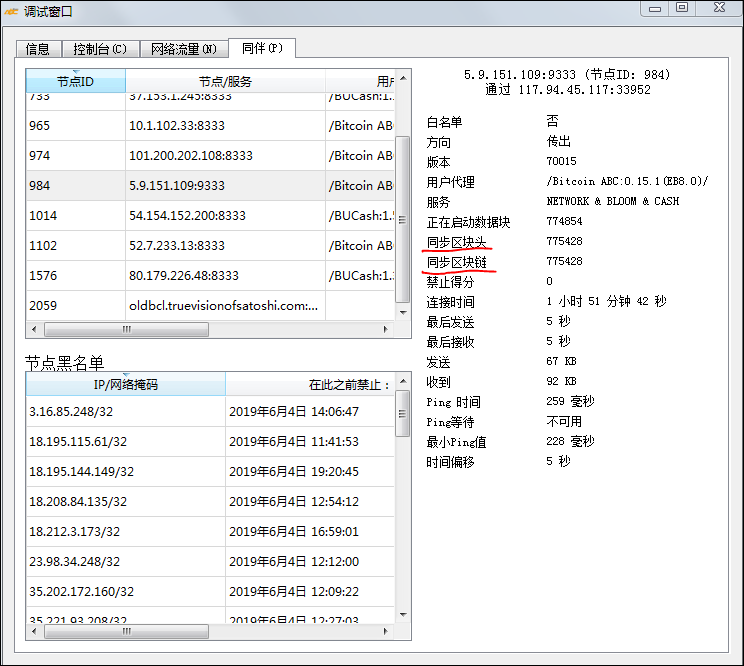 调试窗口
信息 控制台(C) 网络流量(N) 同伴(P)
节点ID 节点/服务 用户
733 37.153.1.245:8333 /BUCash:1.
965 10.1.102.33:8333 /Bitcoin AB
974 101.200.202.108:8333 /Bitcoin AB
984 5.9.151.109:9333 /Bitcoin AB
1014 54.154.152.200:8333 /BUCash:1.
1102 52.7.233.13:8333 /Bitcoin AB
1576 80.179.226.48:8333 /BUCash:1.
2059 oldbcl.truevisionofsatoshi.com:...
节点黑名单
IP/网络掩码 在此之前禁止：
3.16.85.248/32 2019年6月4日 14:06:47
18.195.115.61/32 2019年6月4日 11:41:53
18.195.144.149/32 2019年6月4日 19:20:45
18.208.84.135/32 2019年6月4日 12:54:12
18.212.3.173/32 2019年6月4日 16:59:01
23.98.34.248/32 2019年6月4日 12:12:00
35.202.172.160/32 2019年6月4日 12:09:22
35.221.93.208/32 2019年6月4日 12:27:03
5.9.151.109:9333 (节点ID: 984)
通过 117.94.45.117:33952
白名单 否
方向 传出
版本 70015
用户代理 /Bitcoin ABC:0.15.1(EB8.0)/
服务 NETWORK & BLOOM & CASH
正在启动数据块 774854
同步区块头 775428
同步区块链 775428
禁止得分 0
连接时间 1 小时 51 分钟 42 秒
最后发送 5 秒
最后接收 5 秒
发送 67 KB
收到 92 KB
Ping 时间 259 毫秒
Ping等待 不可用
最小Ping值 228 毫秒
时间偏移 5 秒